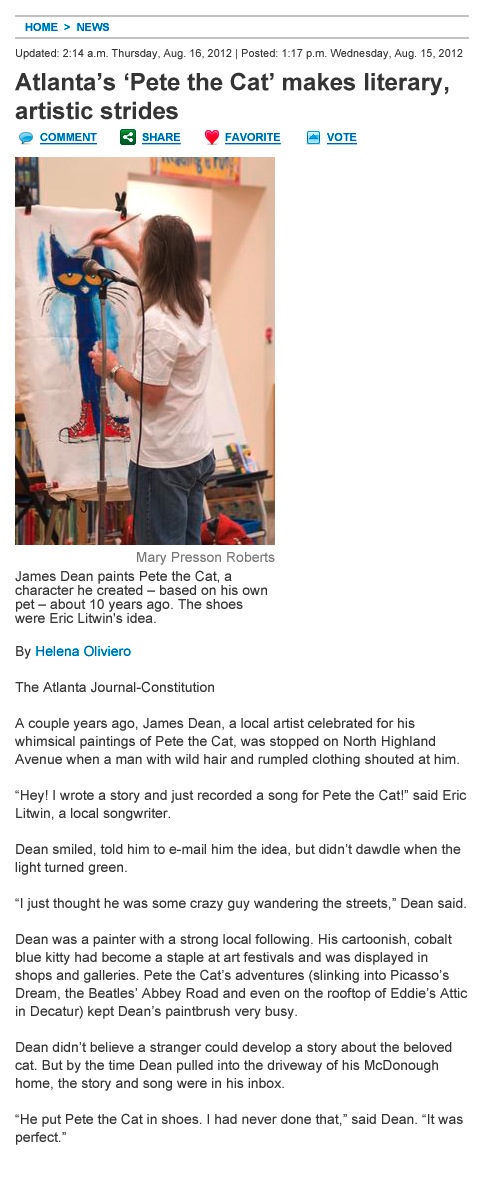 HOME > NEWS
Updated: 2:14 a.m. Thursday, Aug. 16, 2012 | Posted: 1:17 p.m. Wednesday, Aug. 15, 2012
Atlanta’s ‘Pete the Cat’ makes literary,
artistic strides
COMMENT SHARE FAVORITE VOTE
Mary Presson Roberts
James Dean paints Pete the Cat, a
character he created – based on his own
pet – about 10 years ago. The shoes
were Eric Litwin's idea.
By Helena Oliviero
The Atlanta Journal-Constitution
A couple years ago, James Dean, a local artist celebrated for his
whimsical paintings of Pete the Cat, was stopped on North Highland
Avenue when a man with wild hair and rumpled clothing shouted at him.
“Hey! I wrote a story and just recorded a song for Pete the Cat!” said Eric
Litwin, a local songwriter.
Dean smiled, told him to e-mail him the idea, but didn’t dawdle when the
light turned green.
“I just thought he was some crazy guy wandering the streets,” Dean said.
Dean was a painter with a strong local following. His cartoonish, cobalt
blue kitty had become a staple at art festivals and was displayed in
shops and galleries. Pete the Cat’s adventures (slinking into Picasso’s
Dream, the Beatles’ Abbey Road and even on the rooftop of Eddie’s Attic
in Decatur) kept Dean’s paintbrush very busy.
Dean didn’t believe a stranger could develop a story about the beloved
cat. But by the time Dean pulled into the driveway of his McDonough
home, the story and song were in his inbox.
“He put Pete the Cat in shoes. I had never done that,” said Dean. “It was
perfect.”